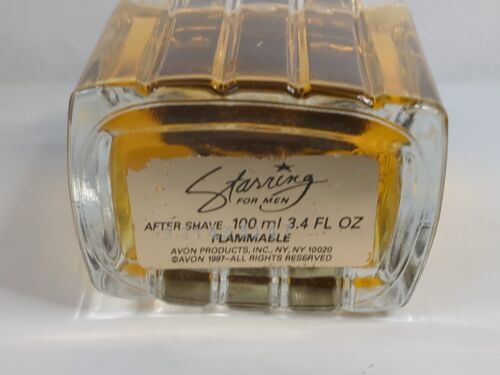 Starring
FOR MEN
AFTER SHAVE 100 ml 3.4 FL OZ
FLAMMABLE
AVON PRODUCTS, INC., NY, NY 10020
©AVON 1997–ALL RIGHTS RESERVED